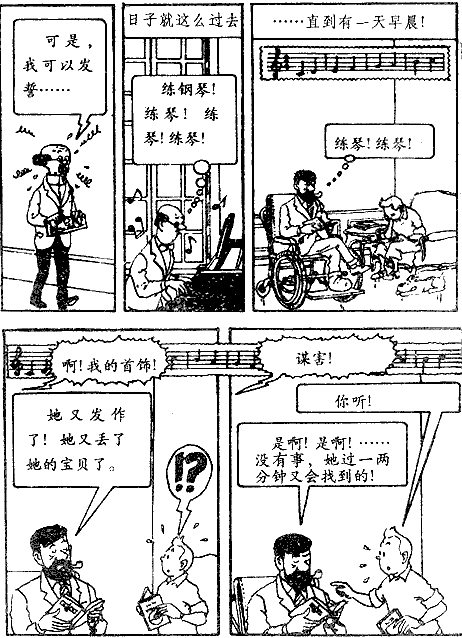 可是，
我可以发
誓……
日子就这么过去
练钢琴！
练琴！练
琴！练琴！
……直到有一天早晨！
练琴！练琴！
啊！我的首饰！
她又发作
了！她又丢了
她的宝贝了。
!?
谋害！
你听！
是啊！是啊！……
没有事，她过一两
分钟又会找到的！